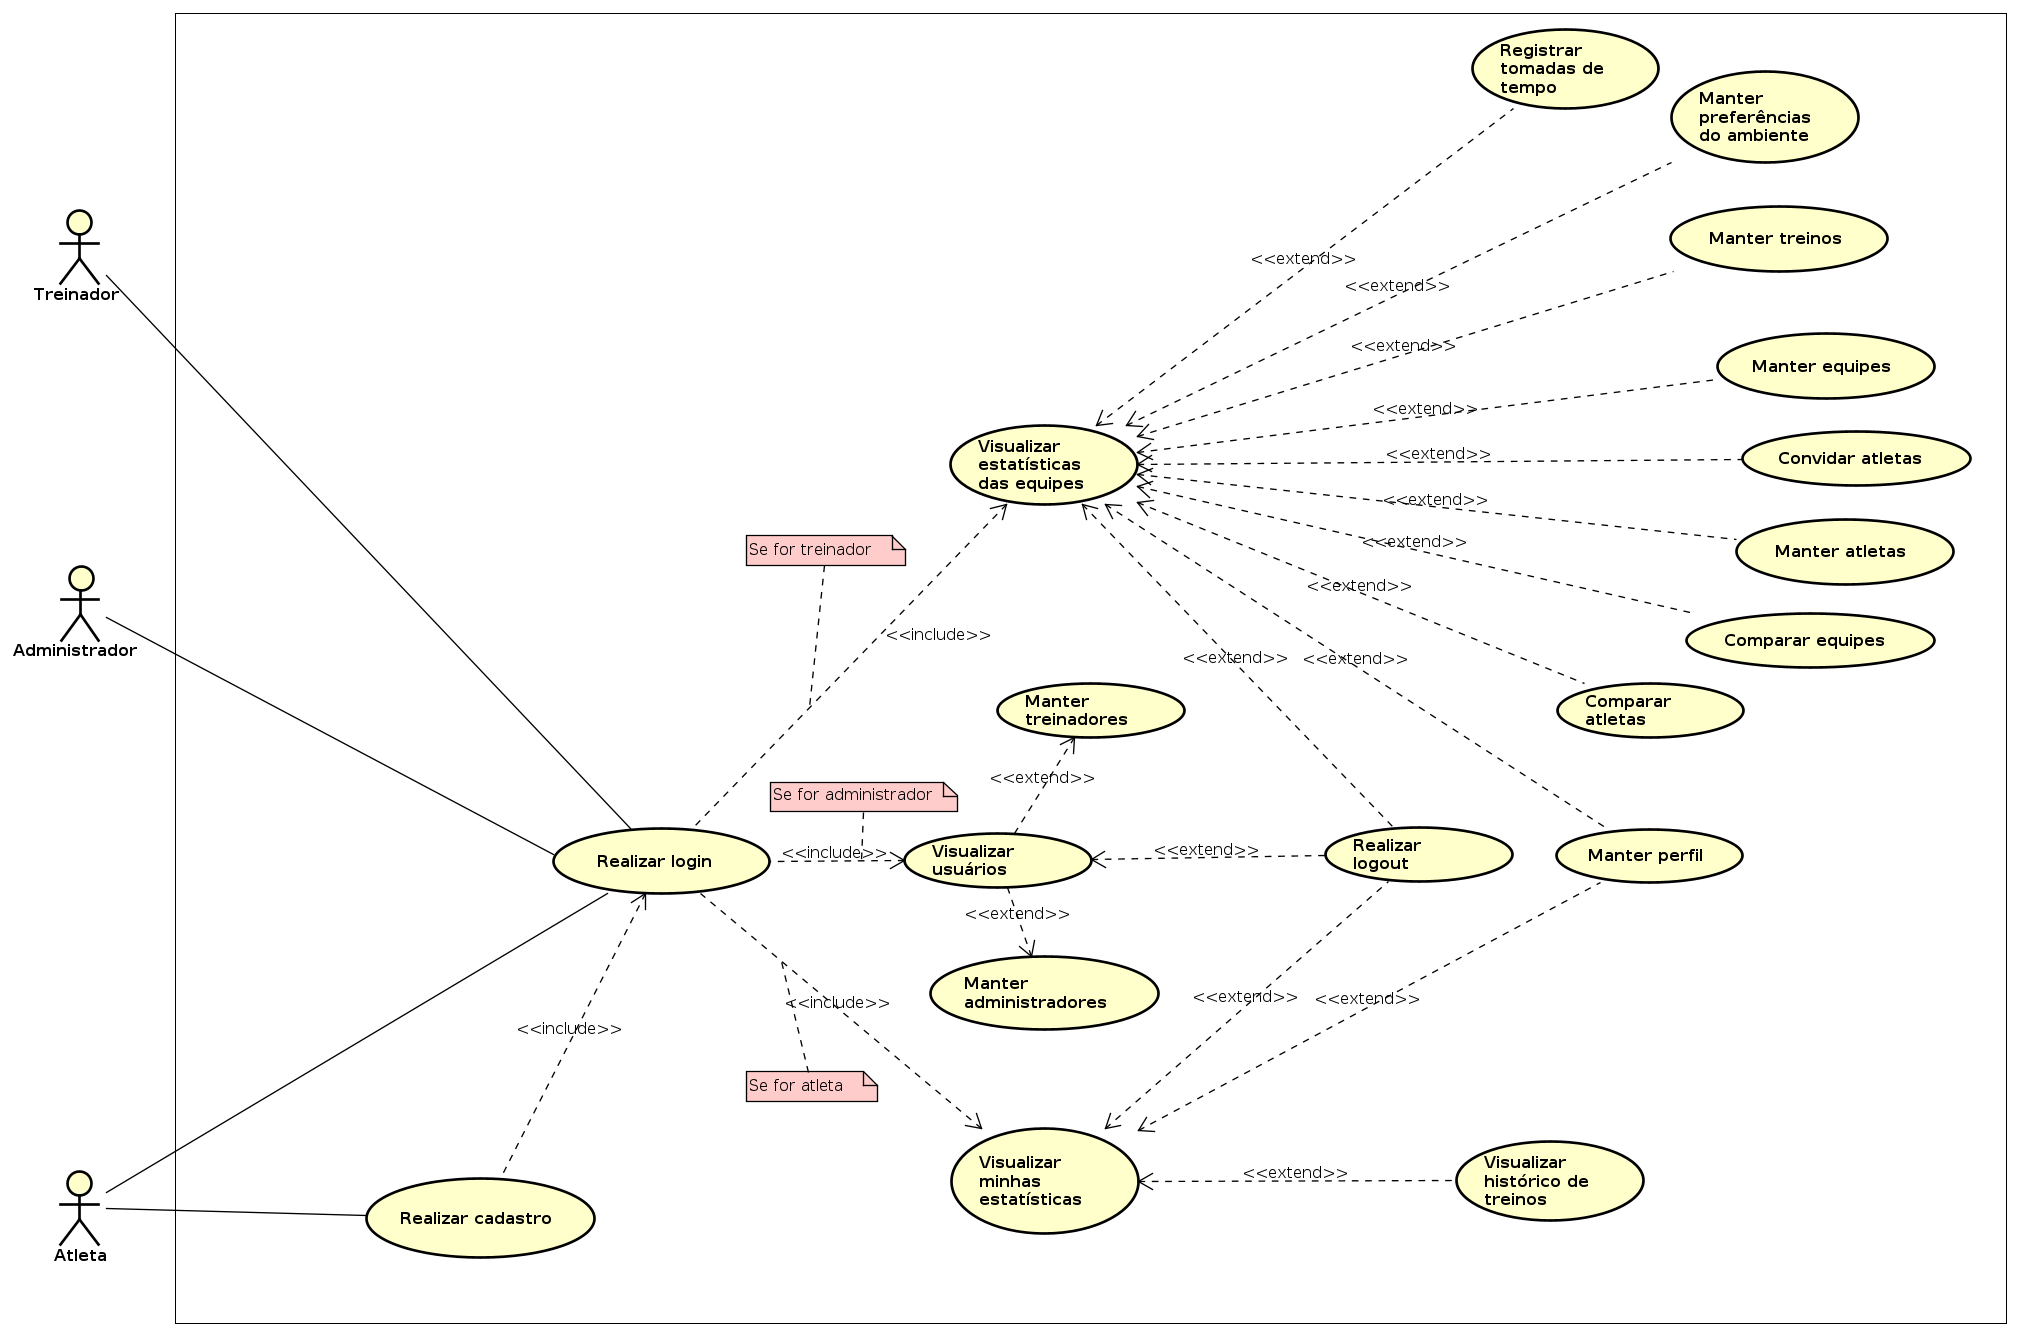 Registrar
tomadas de
tempo
Manter
preferências
do ambiente
Manter treinos
Treinador
<<extend>>
<<extend>>
<<extend>>
Manter equipes
<<extend>>
Visualizar
estatísticas
das equipes
<<extend>>
Convidar atletas
<<extend>>
Manter atletas
<<extend>>
Se for treinador
<<extend>>
<<include>>
Comparar equipes
Administrador
<<extend>>
<<extend>>
Manter
treinadores
Comparar
atletas
<<extend>>
Se for administrador
Realizar login
<<include>>
Visualizar
usuários
<<extend>>
Realizar
logout
Manter perfil
<<extend>>
Manter
administradores
<<include>>
<<extend>>
<<extend>>
<<include>>
Se for atleta
Visualizar
minhas
estatísticas
<<extend>>
Visualizar
histórico de
treinos
Realizar cadastro
Atleta